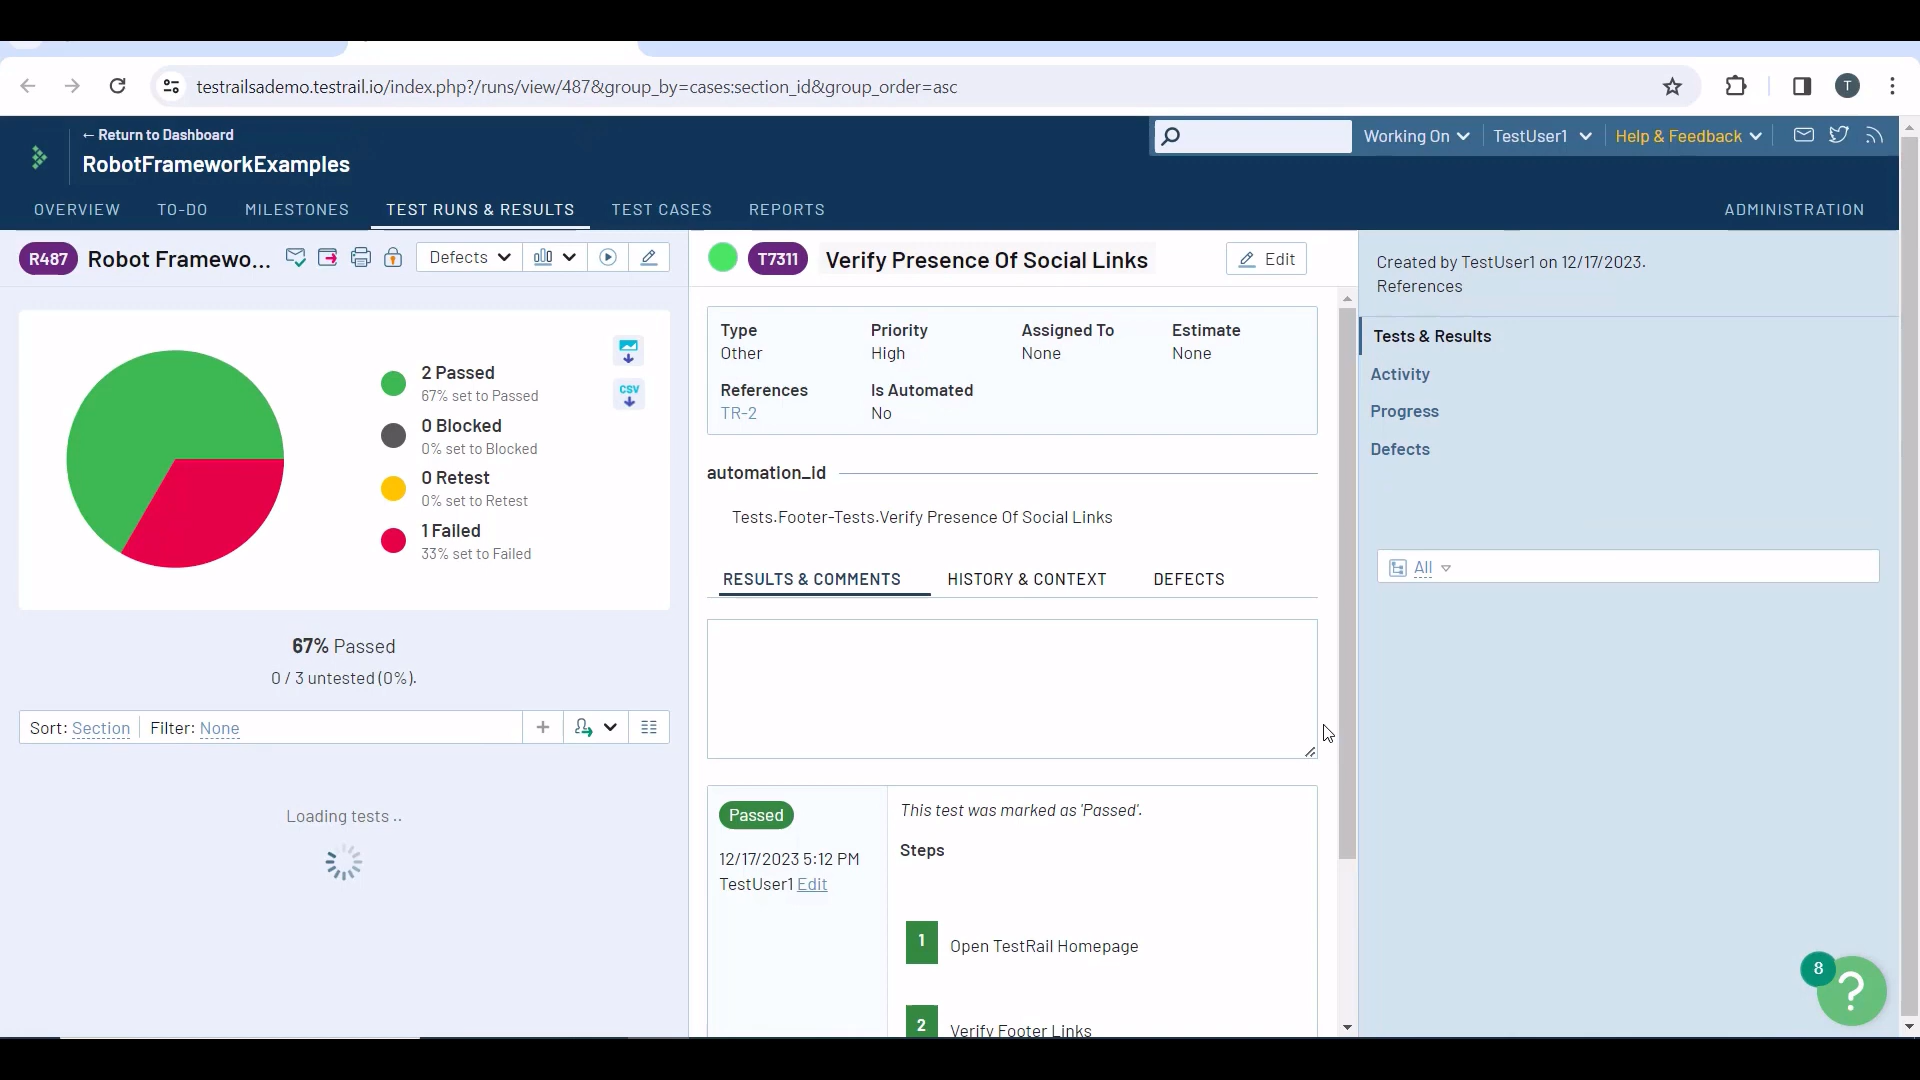 testrailsademo.testrail.io/index.php?/runs/view/487&group_by=cases:section_id&group_order=asc
T
← Return to Dashboard
RobotFrameworkExamples
Working On
TestUser1
Help & Feedback
OVERVIEW
TO-DO
MILESTONES
TEST RUNS & RESULTS
TEST CASES
REPORTS
ADMINISTRATION
R487
Robot Framewo...
Defects
2 Passed
67% set to Passed
0 Blocked
0% set to Blocked
0 Retest
0% set to Retest
1 Failed
33% set to Failed
CSV
67% Passed
0 / 3 untested (0%).
Sort: Section
Filter: None
Loading tests ..
T7311
Verify Presence Of Social Links
Edit
Type
Other
Priority
High
Assigned To
None
Estimate
None
References
TR-2
Is Automated
No
automation_id
Tests.Footer-Tests.Verify Presence Of Social Links
RESULTS & COMMENTS
HISTORY & CONTEXT
DEFECTS
Passed
12/17/2023 5:12 PM
TestUser1 Edit
This test was marked as 'Passed'.
Steps
1
Open TestRail Homepage
2
Verify Footer Links
Created by TestUser1 on 12/17/2023.
References
Tests & Results
Activity
Progress
Defects
All
8
?